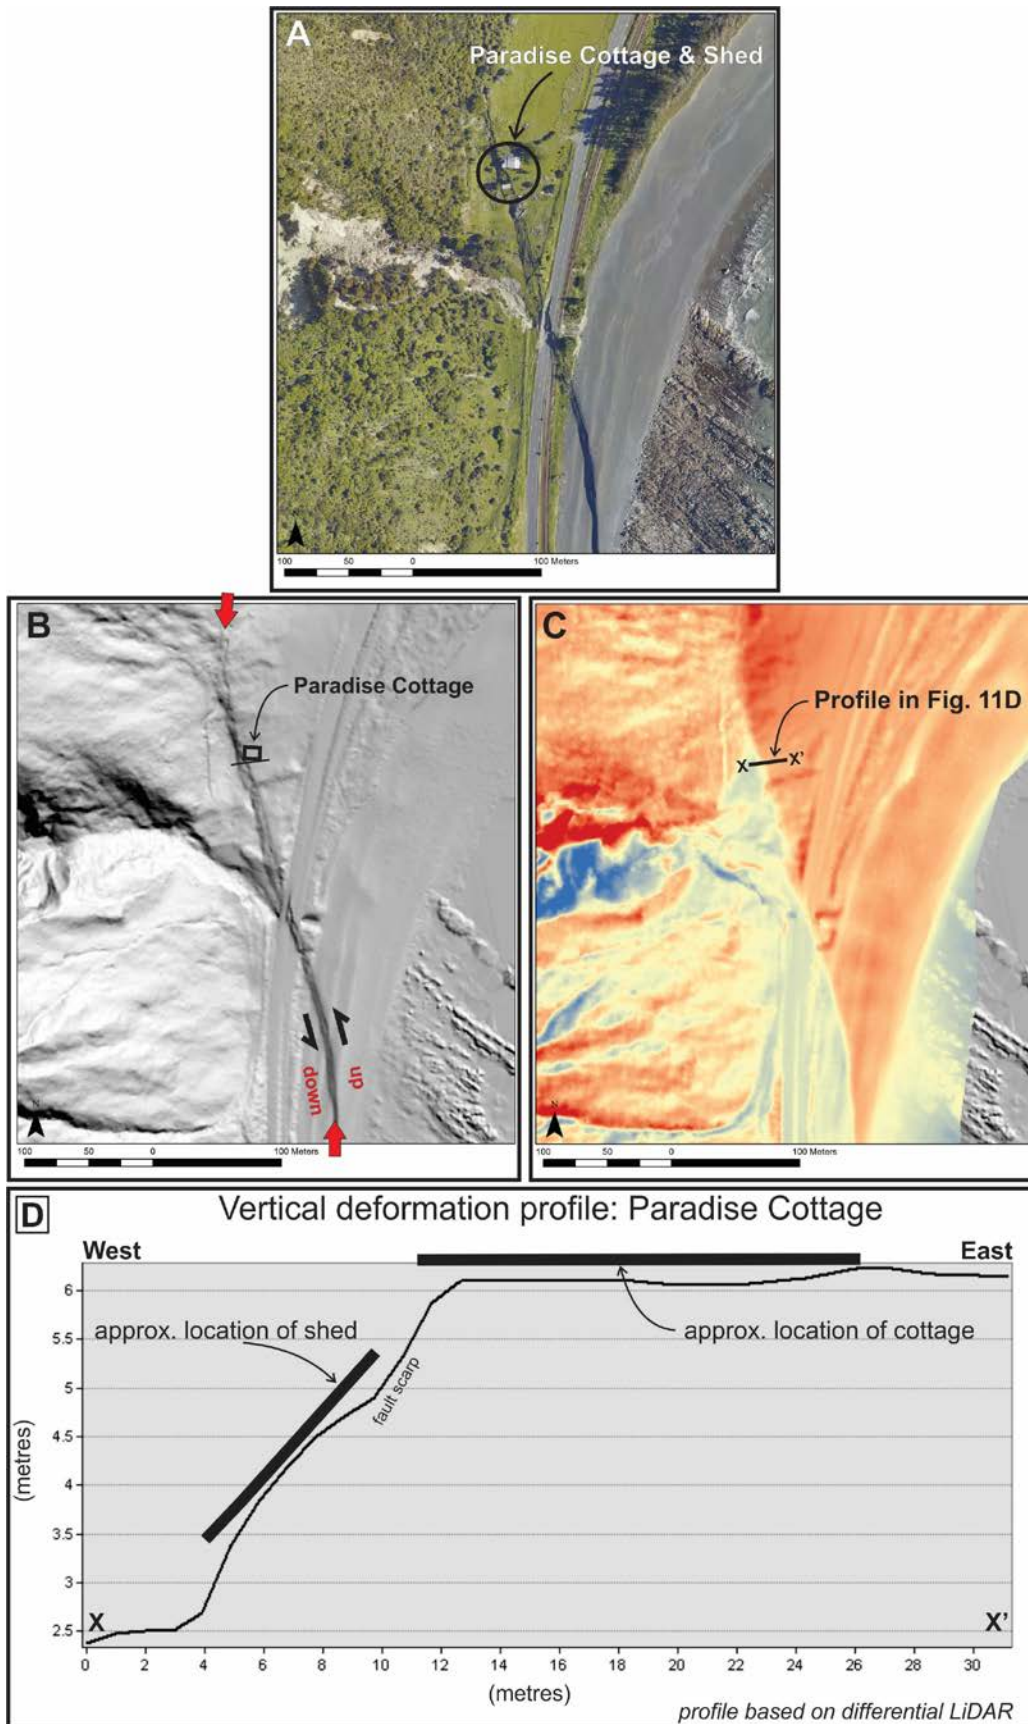 A
Paradise Cottage & Shed
100 50 0 100 Meters
B
Paradise Cottage
down
up
N
100 50 0 100 Meters
C
Profile in Fig. 11D
X X'
N
100 50 0 100 Meters
D
Vertical deformation profile: Paradise Cottage
West East
approx. location of shed
approx. location of cottage
fault scarp
(metres)
6
5.5
5
4.5
4
3.5
3
2.5
X X'
0 2 4 6 8 10 12 14 16 18 20 22 24 26 28 30
(metres)
profile based on differential LiDAR